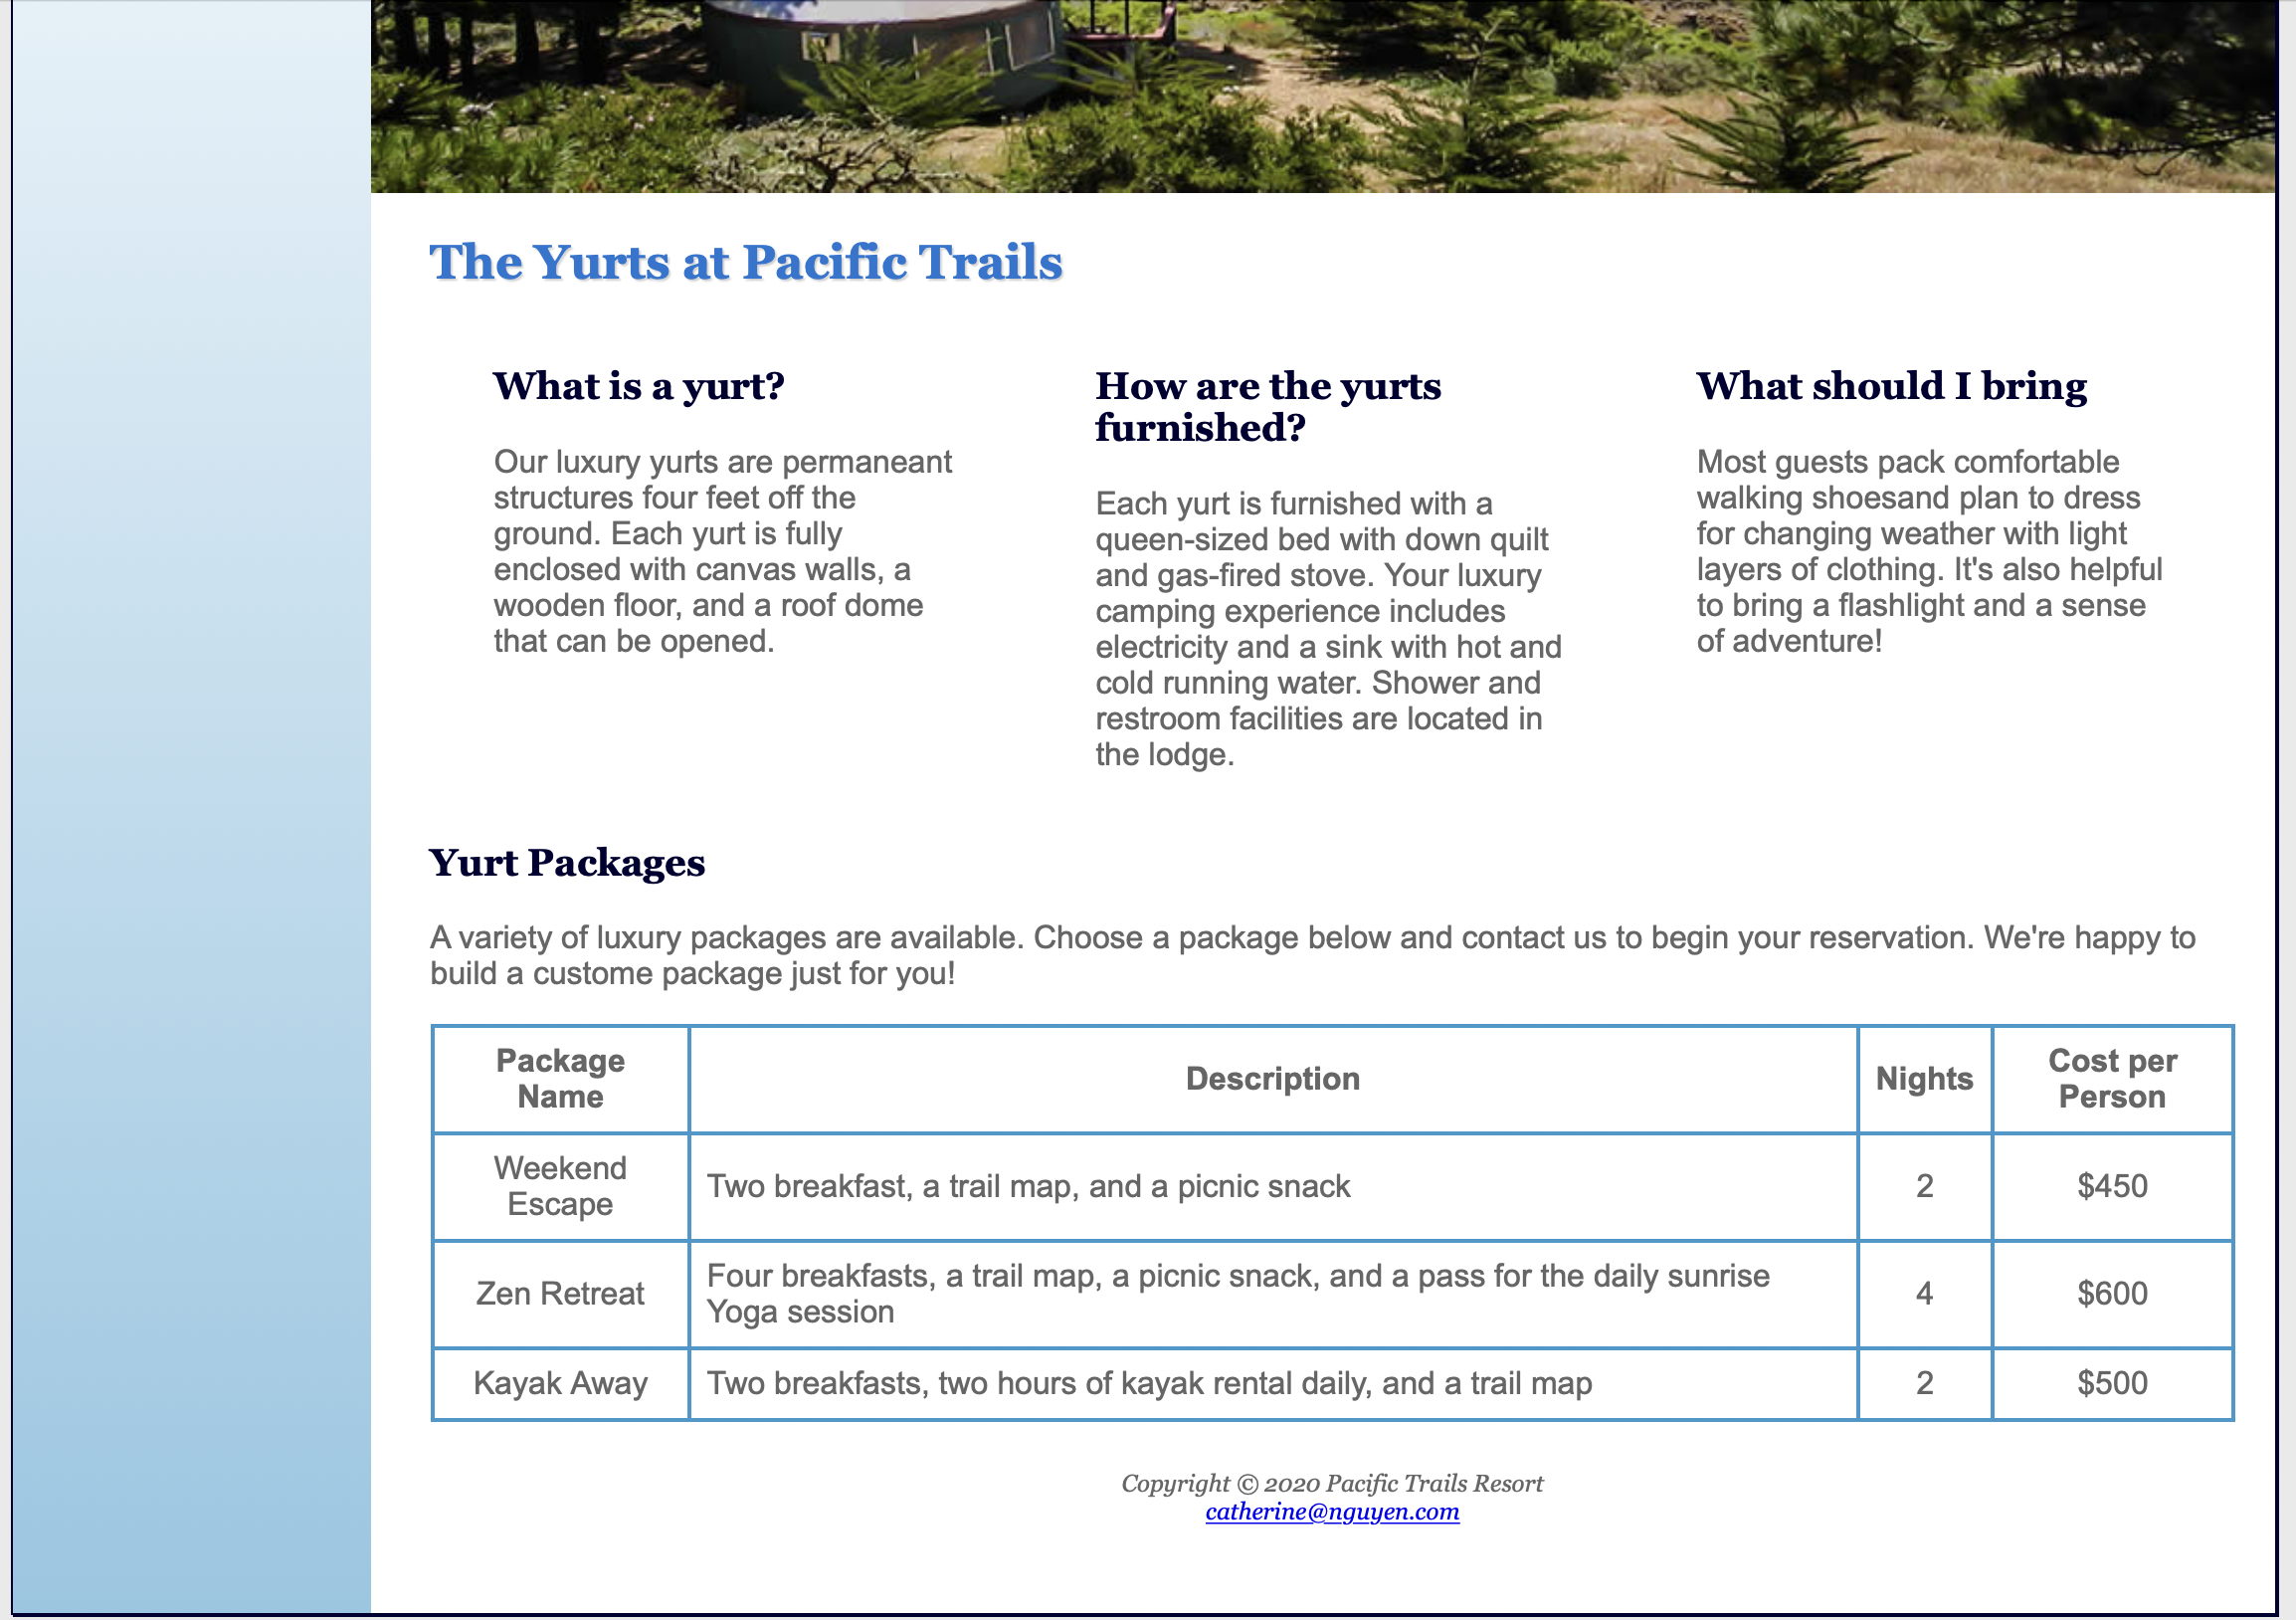 The Yurts at Pacific Trails
What is a yurt?
Our luxury yurts are permaneant
structures four feet off the
ground. Each yurt is fully
enclosed with canvas walls, a
wooden floor, and a roof dome
that can be opened.
How are the yurts
furnished?
Each yurt is furnished with a
queen-sized bed with down quilt
and gas-fired stove. Your luxury
camping experience includes
electricity and a sink with hot and
cold running water. Shower and
restroom facilities are located in
the lodge.
What should I bring
Most guests pack comfortable
walking shoesand plan to dress
for changing weather with light
layers of clothing. It's also helpful
to bring a flashlight and a sense
of adventure!
Yurt Packages
A variety of luxury packages are available. Choose a package below and contact us to begin your reservation. We're happy to
build a custome package just for you!
Package
Name
Description
Nights
Cost per
Person
Weekend
Escape
Two breakfast, a trail map, and a picnic snack
2
$450
Zen Retreat
Four breakfasts, a trail map, a picnic snack, and a pass for the daily sunrise
Yoga session
4
$600
Kayak Away
Two breakfasts, two hours of kayak rental daily, and a trail map
2
$500
Copyright © 2020 Pacific Trails Resort
catherine@nguyen.com